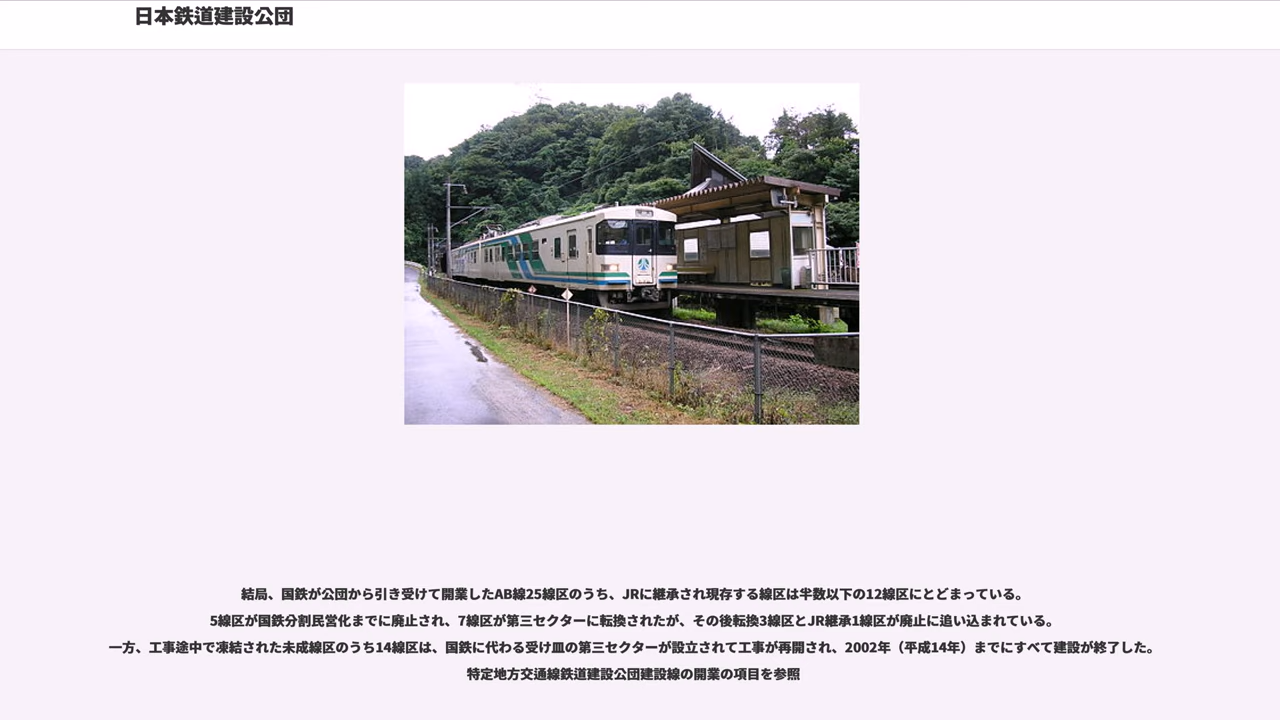 日本鉄道建設公団
結局、国鉄が公団から引き受けて開業したAB線25線区のうち、JRに継承され現存する線区は半数以下の12線区にとどまっている。
5線区が国鉄分割民営化までに廃止され、7線区が第三セクターに転換されたが、その後転換3線区とJR継承1線区が廃止に追い込まれている。
一方、工事途中で凍結された未成線区のうち14線区は、国鉄に代わる受け皿の第三セクターが設立されて工事が再開され、2002年（平成14年）までにすべて建設が終了した。
特定地方交通線鉄道建設公団建設線の開業の項目を参照